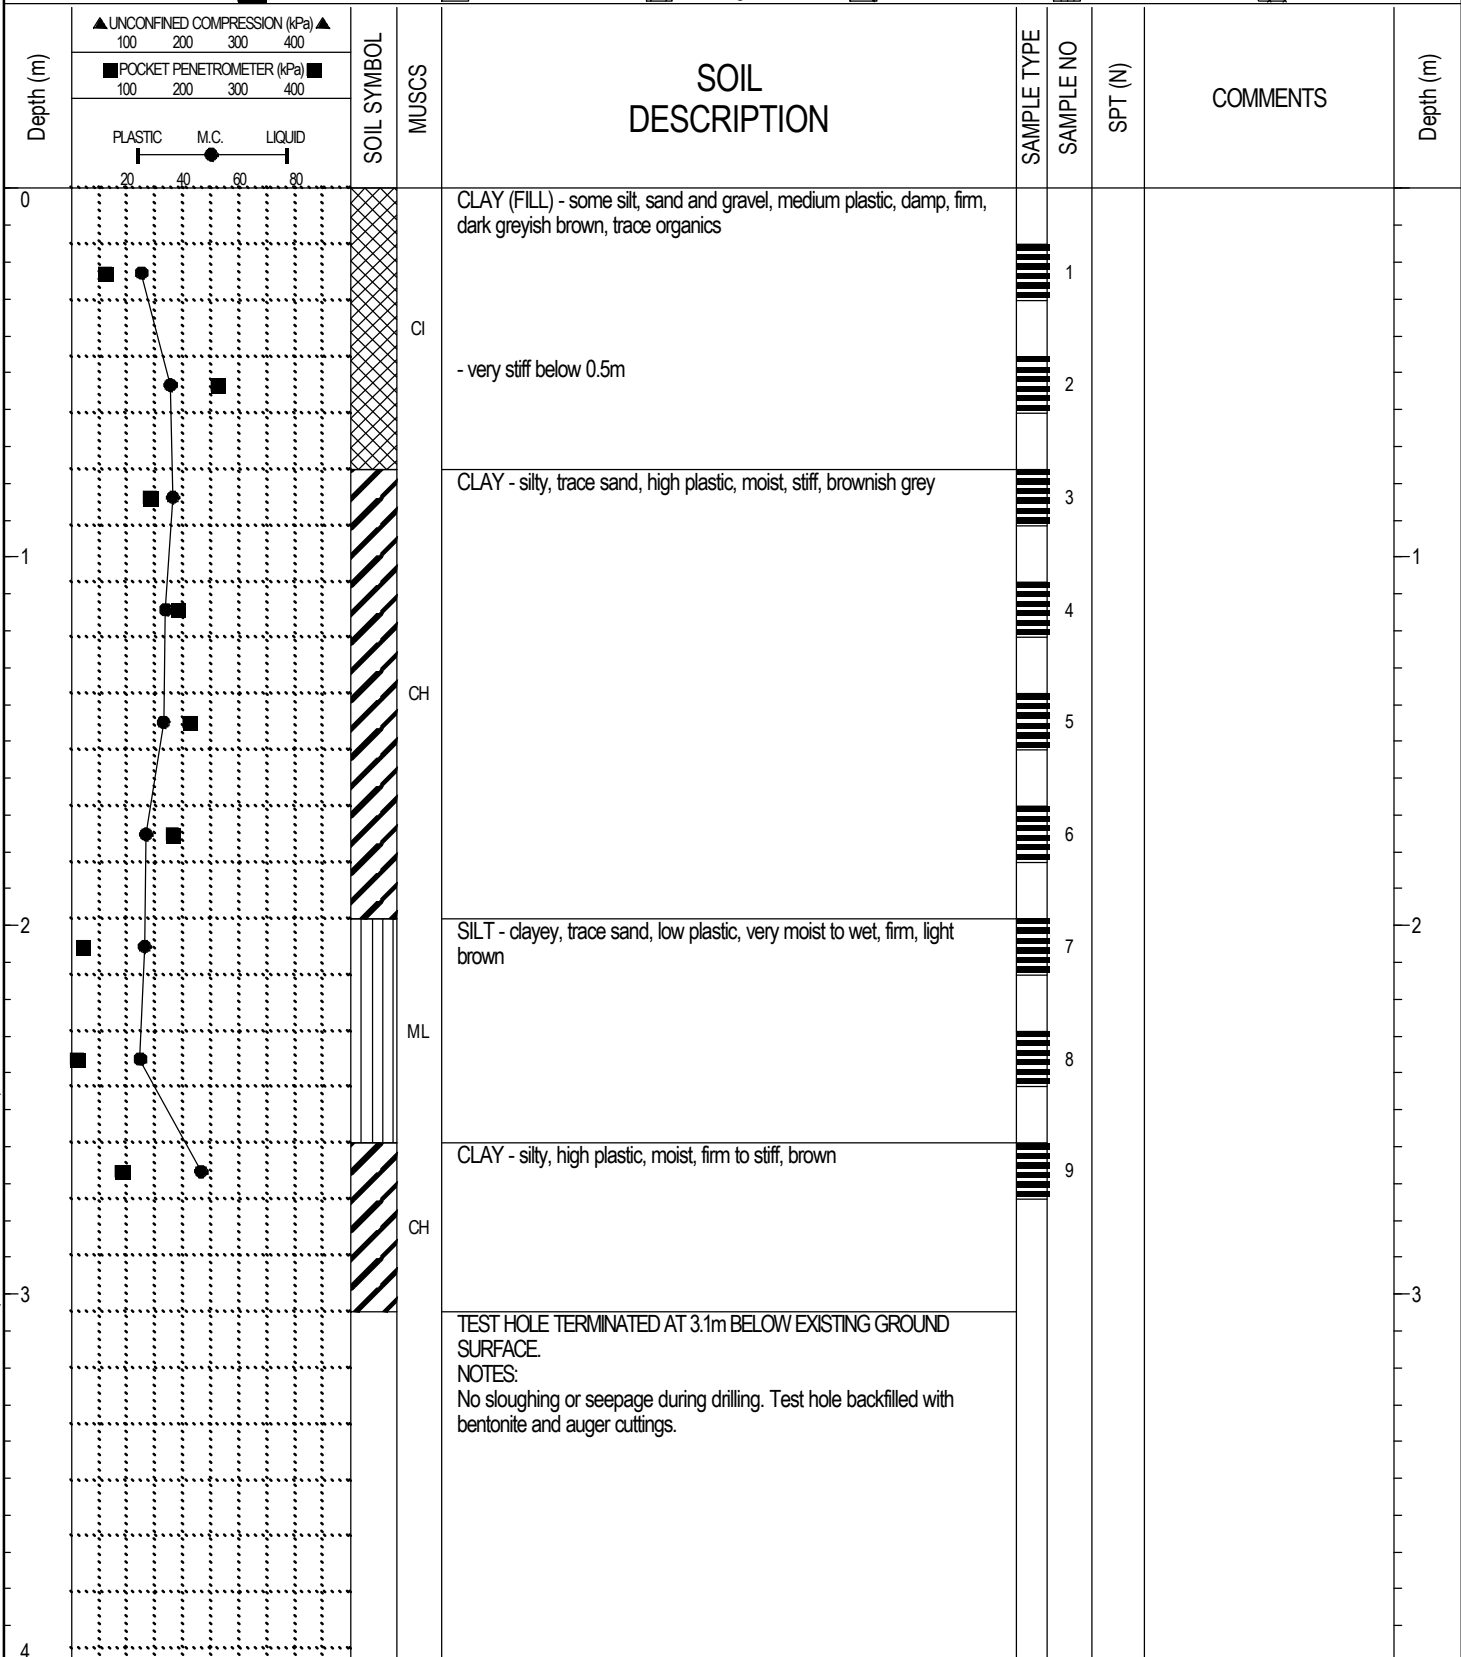 ▲ UNCONFINED COMPRESSION (kPa) ▲
100 200 300 400
■ POCKET PENETROMETER (kPa) ■
100 200 300 400
PLASTIC M.C. LIQUID
20 40 60 80
Depth (m)
SOIL SYMBOL
MUSCS
SOIL
DESCRIPTION
SAMPLE TYPE
SAMPLE NO
SPT (N)
COMMENTS
Depth (m)
0
CLAY (FILL) - some silt, sand and gravel, medium plastic, damp, firm,
dark greyish brown, trace organics
1
CI
- very stiff below 0.5m
2
CLAY - silty, trace sand, high plastic, moist, stiff, brownish grey
3
1
1
4
CH
5
6
2
2
SILT - clayey, trace sand, low plastic, very moist to wet, firm, light
brown
7
ML
8
CLAY - silty, high plastic, moist, firm to stiff, brown
9
CH
3
3
TEST HOLE TERMINATED AT 3.1m BELOW EXISTING GROUND
SURFACE.
NOTES:
No sloughing or seepage during drilling. Test hole backfilled with
bentonite and auger cuttings.
4